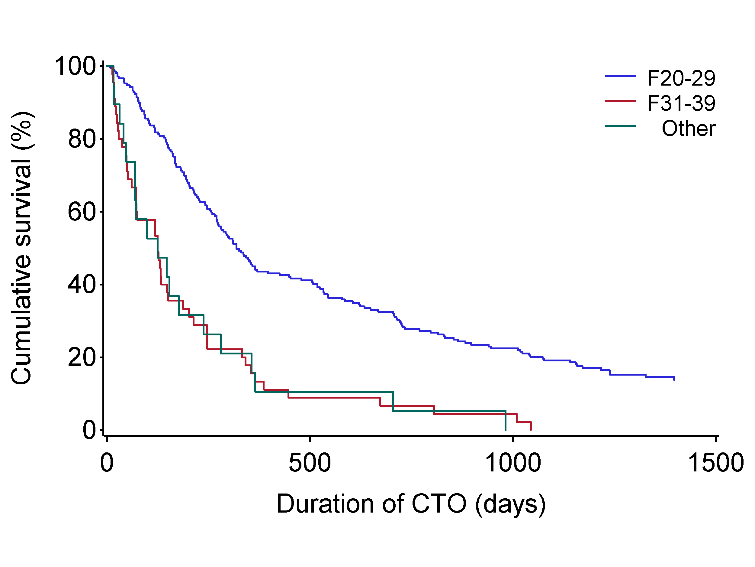 100
80
60
40
20
0
Cumulative survival (%)
F20-29
F31-39
Other
0 500 1000 1500
Duration of CTO (days)